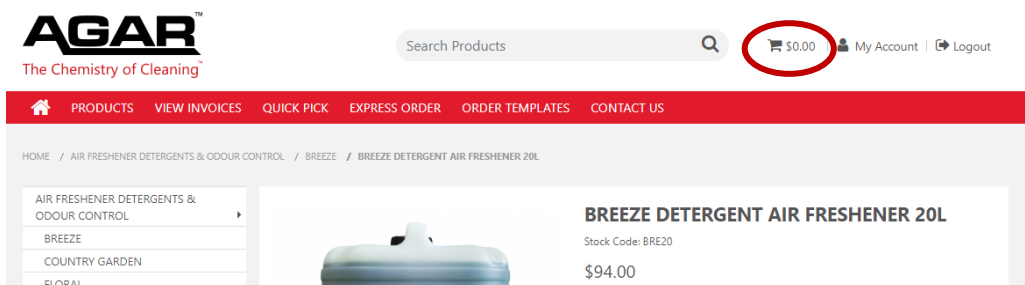 AGAR™
The Chemistry of Cleaning™
Search Products
$0.00 | My Account | Logout
PRODUCTS VIEW INVOICES QUICK PICK EXPRESS ORDER ORDER TEMPLATES CONTACT US
HOME / AIR FRESHENER DETERGENTS & ODOUR CONTROL / BREEZE / BREEZE DETERGENT AIR FRESHENER 20L
AIR FRESHENER DETERGENTS &
ODOUR CONTROL
BREEZE
COUNTRY GARDEN
FLORAL
BREEZE DETERGENT AIR FRESHENER 20L
Stock Code: BRE20
$94.00